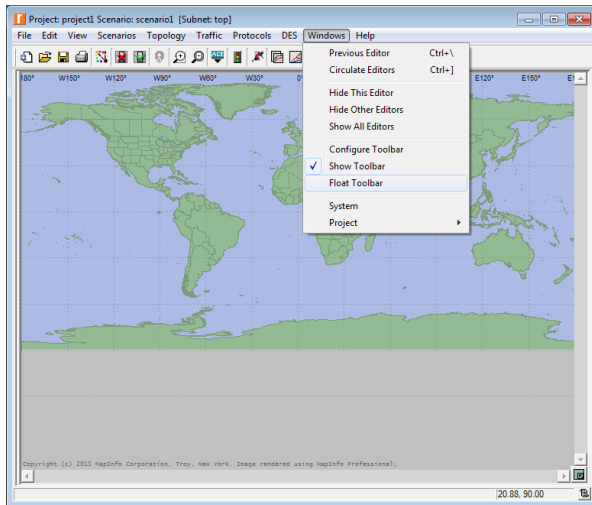 Project: project1 Scenario: scenario1 [Subnet: top]
File Edit View Scenarios Topology Traffic Protocols DES Windows Help
Previous Editor Ctrl+\
Circulate Editors Ctrl+]
Hide This Editor
Hide Other Editors
Show All Editors
Configure Toolbar
Show Toolbar
Float Toolbar
System
Project
W150° W120° W90° W60° W30° E120° E150°
Copyright (c) 2015 MapInfo Corporation, Troy, New York. Image rendered using MapInfo Professional;
20.88, 90.00